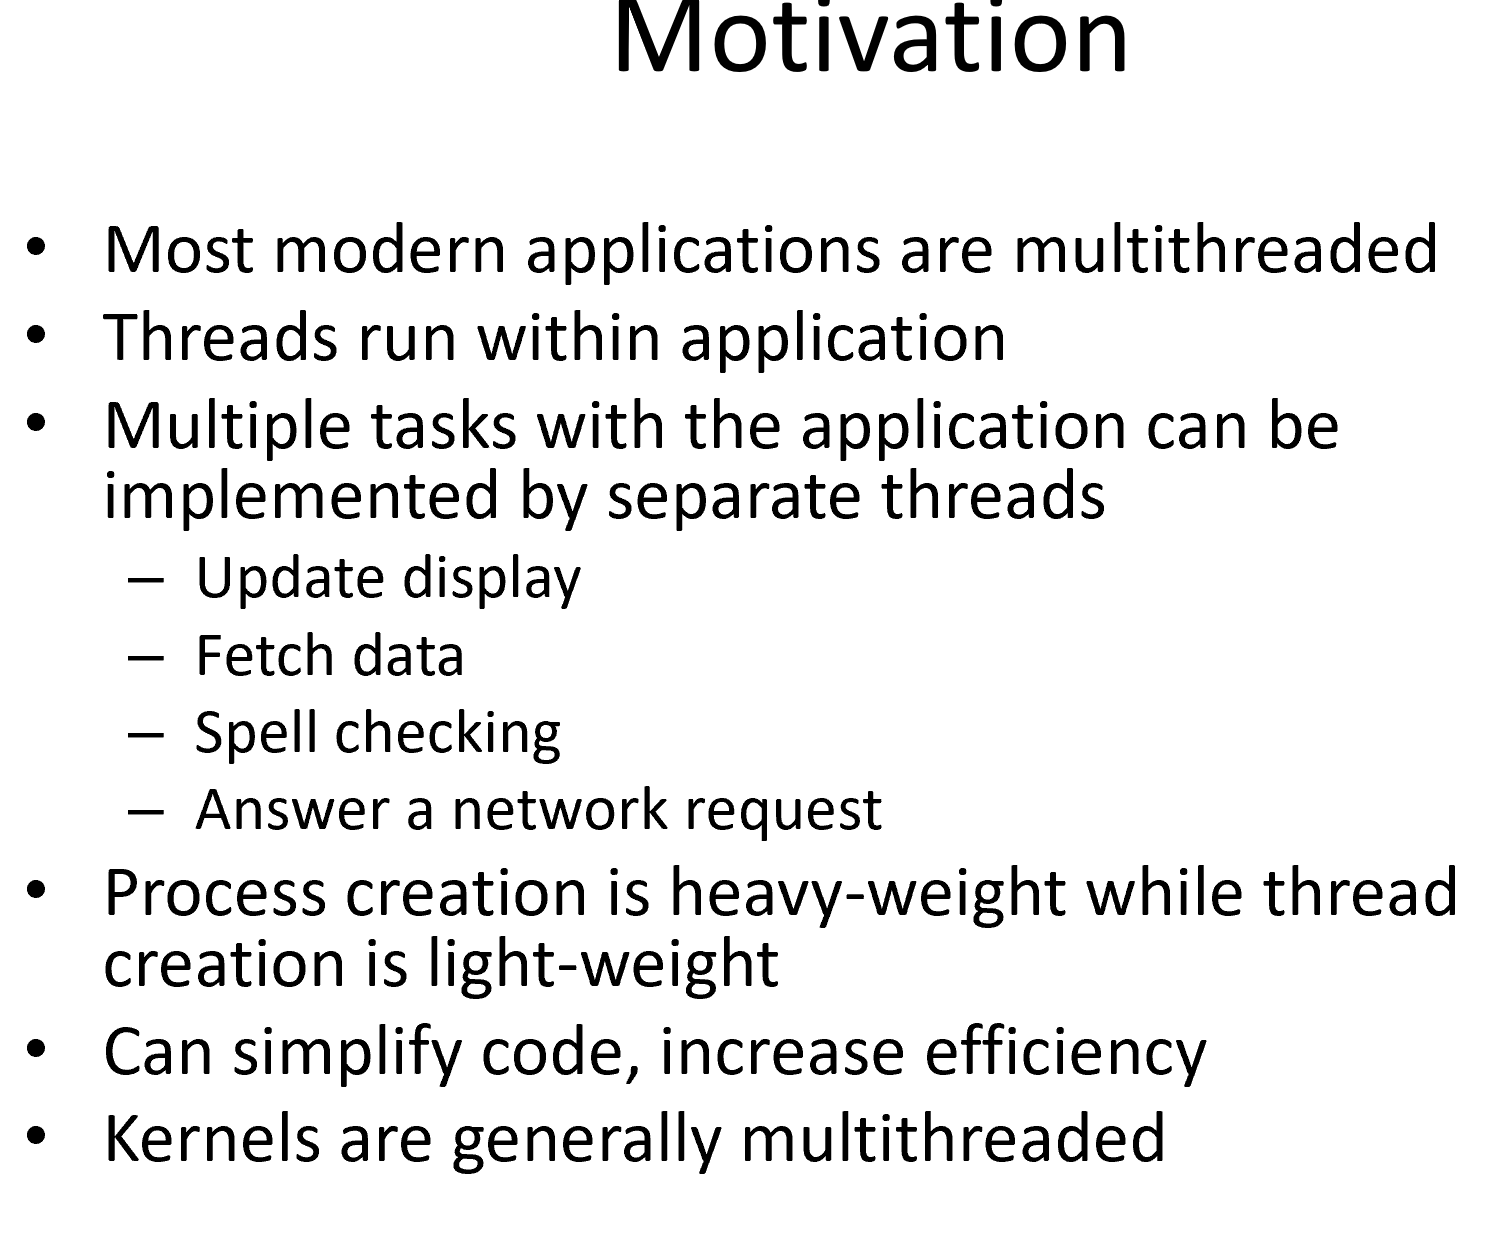 Motivation
• Most modern applications are multithreaded
• Threads run within application
• Multiple tasks with the application can be
implemented by separate threads
– Update display
– Fetch data
– Spell checking
– Answer a network request
• Process creation is heavy-weight while thread
creation is light-weight
• Can simplify code, increase efficiency
• Kernels are generally multithreaded